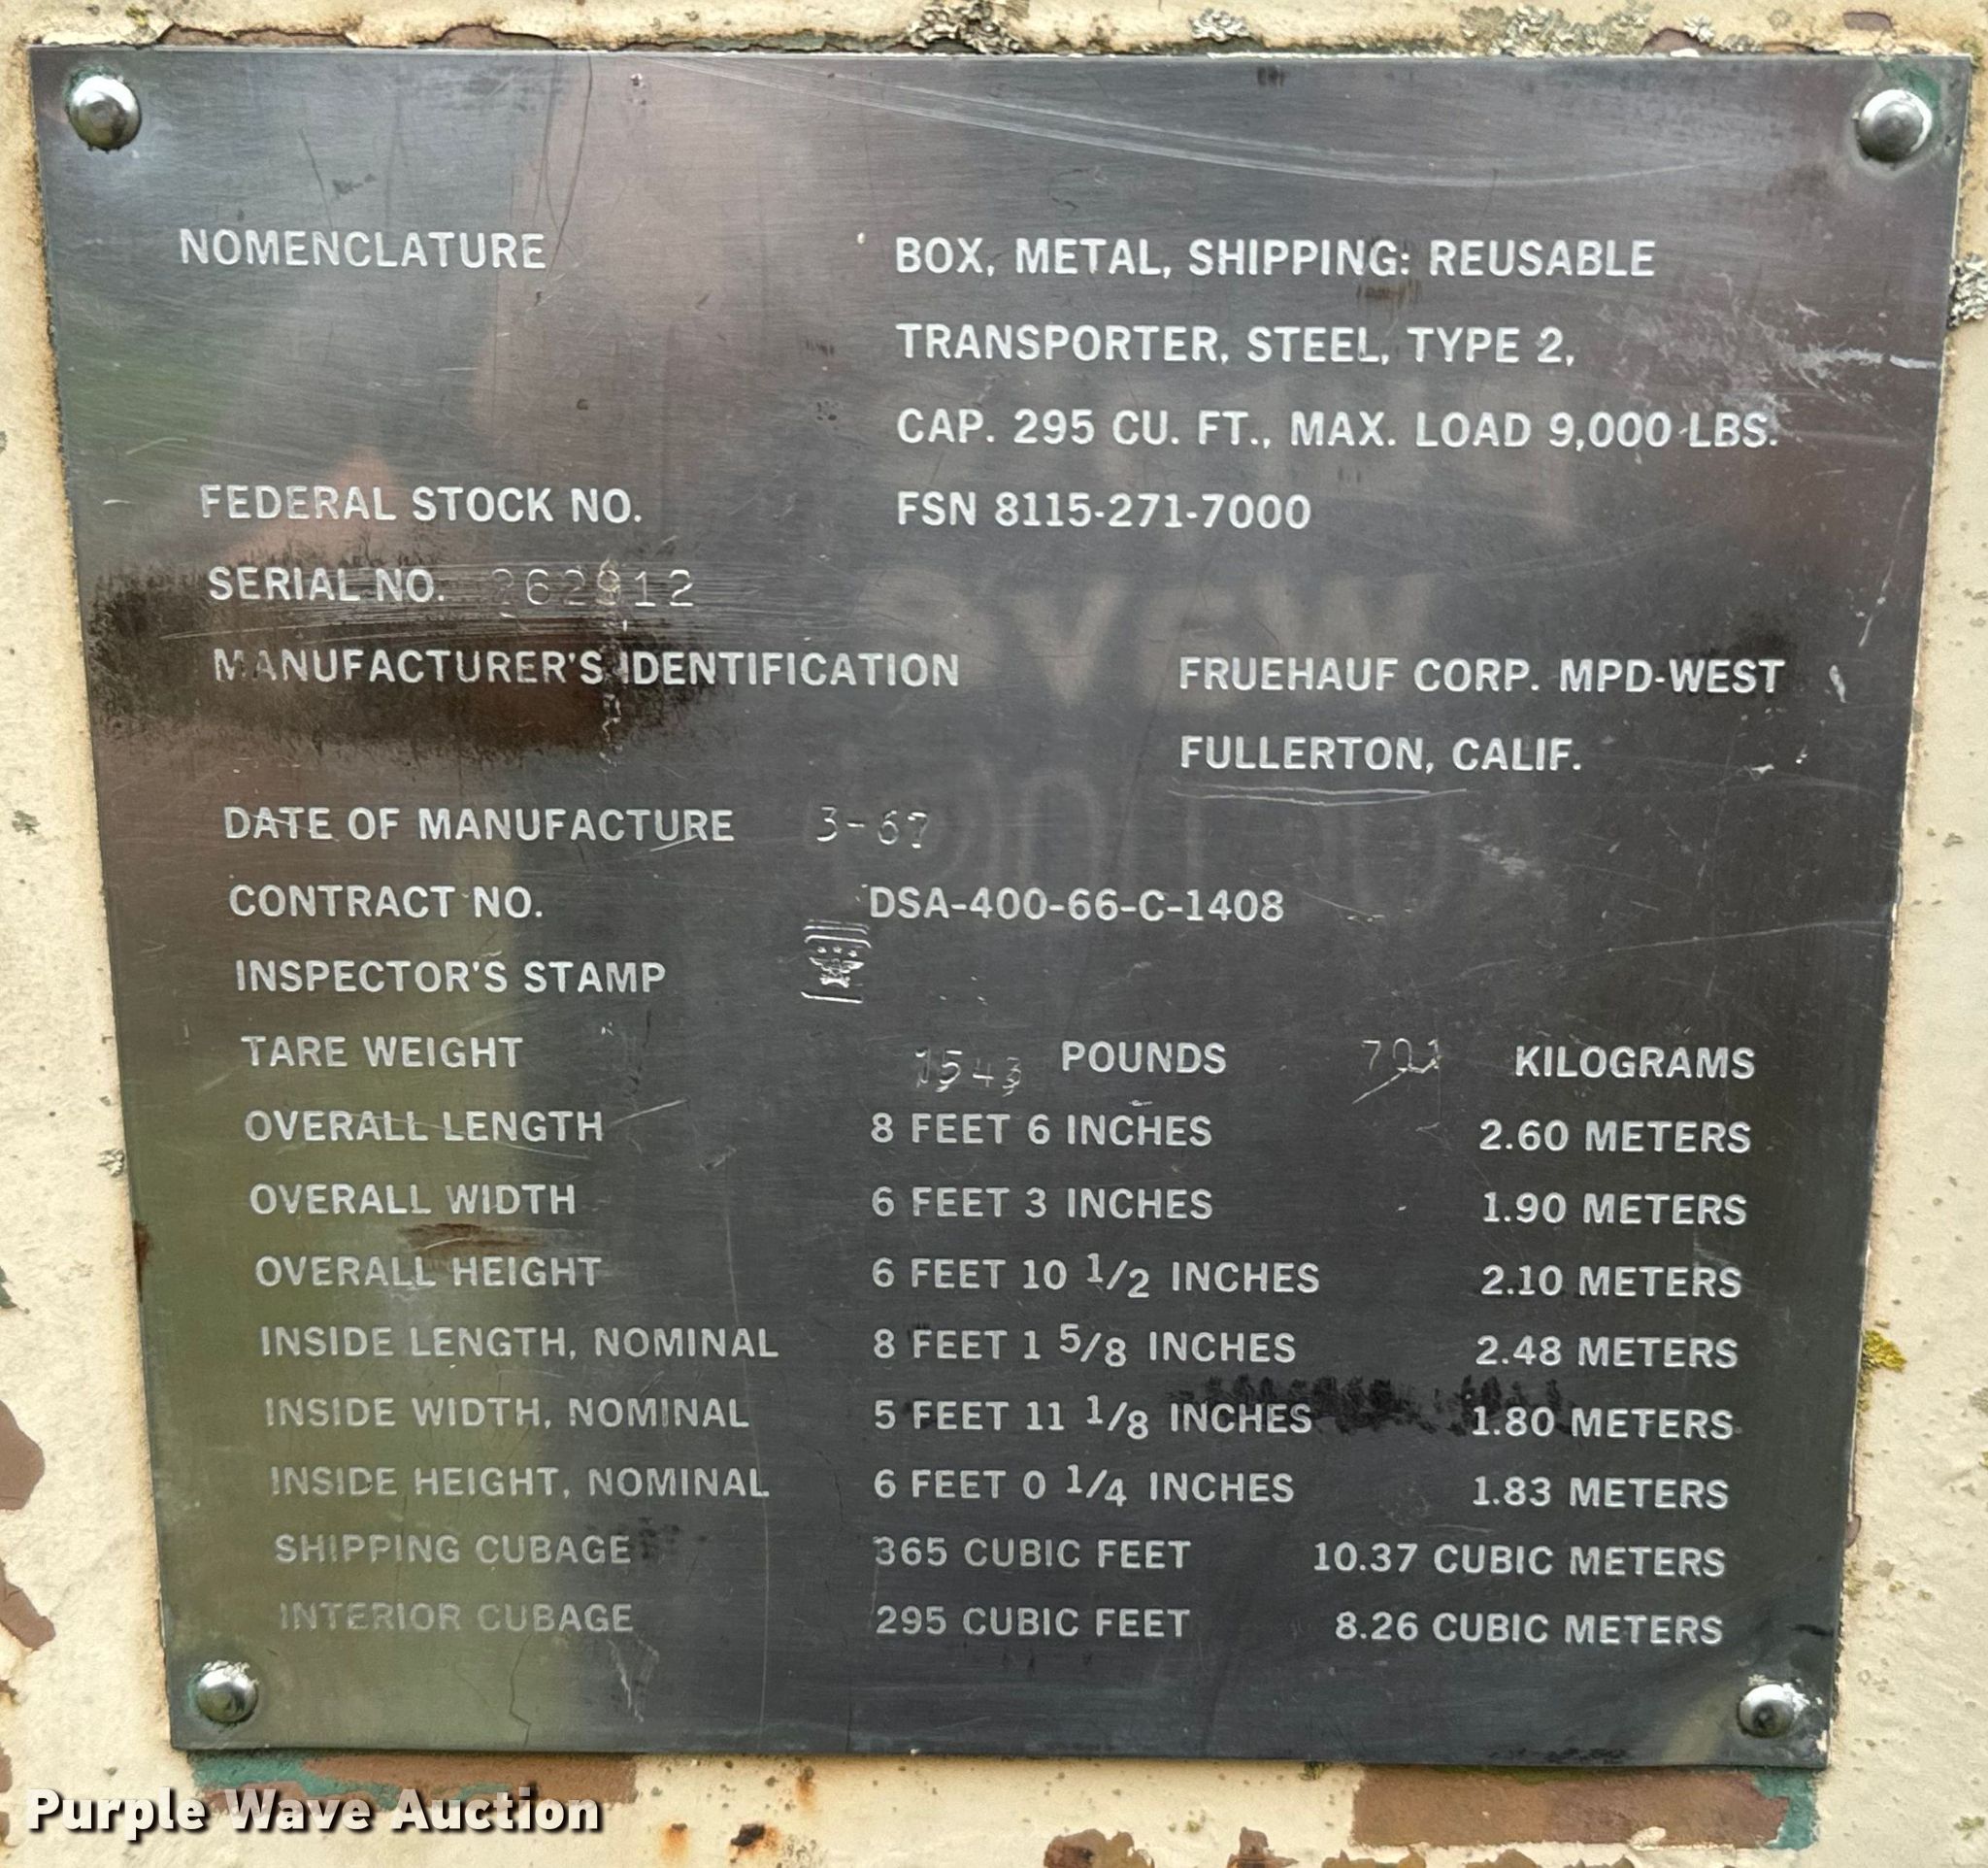 NOMENCLATURE BOX, METAL, SHIPPING: REUSABLE
TRANSPORTER, STEEL, TYPE 2,
CAP. 295 CU. FT., MAX. LOAD 9,000 LBS.
FEDERAL STOCK NO. FSN 8115-271-7000
SERIAL NO.
MANUFACTURER'S IDENTIFICATION FRUEHAUF CORP. MPD-WEST
FULLERTON, CALIF.
DATE OF MANUFACTURE 3-67
CONTRACT NO. DSA-400-66-C-1408
INSPECTOR'S STAMP
TARE WEIGHT 1543 POUNDS KILOGRAMS
OVERALL LENGTH 8 FEET 6 INCHES 2.60 METERS
OVERALL WIDTH 6 FEET 3 INCHES 1.90 METERS
OVERALL HEIGHT 6 FEET 10 1/2 INCHES 2.10 METERS
INSIDE LENGTH, NOMINAL 8 FEET 1 5/8 INCHES 2.48 METERS
INSIDE WIDTH, NOMINAL 5 FEET 11 1/8 INCHES 1.80 METERS
INSIDE HEIGHT, NOMINAL 6 FEET 0 1/4 INCHES 1.83 METERS
SHIPPING CUBAGE 365 CUBIC FEET 10.37 CUBIC METERS
INTERIOR CUBAGE 295 CUBIC FEET 8.26 CUBIC METERS
Purple Wave Auction